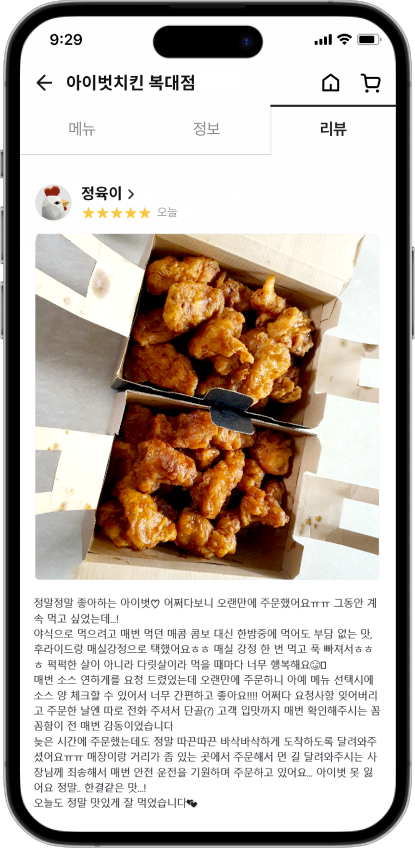 9:29
아이벗치킨 복대점
메뉴 정보 리뷰
정육이
오늘
정말정말 좋아하는 아이벗♡ 어쩌다보니 오랜만에 주문했어요ㅠㅠ 그동안 계
속 먹고 싶었는데...!
야식으로 먹으려고 매번 먹던 매콤 콤보 대신 한밤중에 먹어도 부담 없는 맛,
후라이드랑 매실강정으로 택했어요ㅎㅎ 매실 강정 한 번 먹고 푹 빠져서ㅎㅎ
ㅎ 퍽퍽한 살이 아니라 다릿살이라 먹을 때마다 너무 행복해요😛
매번 소스 연하게를 요청 드렸었는데 오랜만에 주문하니 아예 메뉴 선택시에
소스 양 체크할 수 있어서 너무 간편하고 좋아요!!!! 어쩌다 요청사항 잊어버리
고 주문한 날엔 따로 전화 주셔서 단골(?) 고객 입맛까지 매번 확인해주시는 꼼
꼼함이 전 매번 감동이었습니다
늦은 시간에 주문했는데도 정말 따끈따끈 바삭바삭하게 도착하도록 달려와주
셨어요ㅠㅠ 매장이랑 거리가 좀 있는 곳에서 주문해서 먼 길 달려와주시는 사
장님께 죄송해서 매번 안전 운전을 기원하며 주문하고 있어요... 아이벗 못 잃
어요 정말.. 한결같은 맛...!
오늘도 정말 맛있게 잘 먹었습니다💕